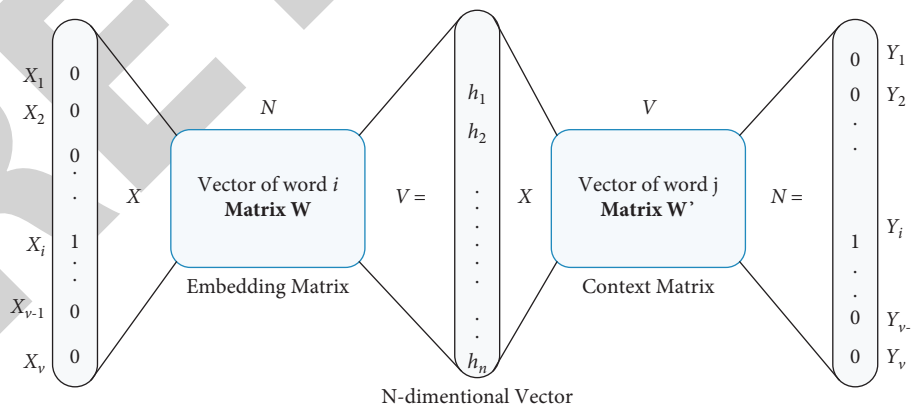 X1 0
X2 0
0
.
.
X
Xi 1
.
.
Xv-1 0
Xv 0
N
Vector of word i
Matrix W
Embedding Matrix
V =
h1
h2
.
.
.
.
.
.
.
.
hn
N-dimentional Vector
X
V
Vector of word j
Matrix W’
Context Matrix
N =
0 Y1
0 Y2
.
.
1 Yi
.
.
0 Yv-
0 Yv